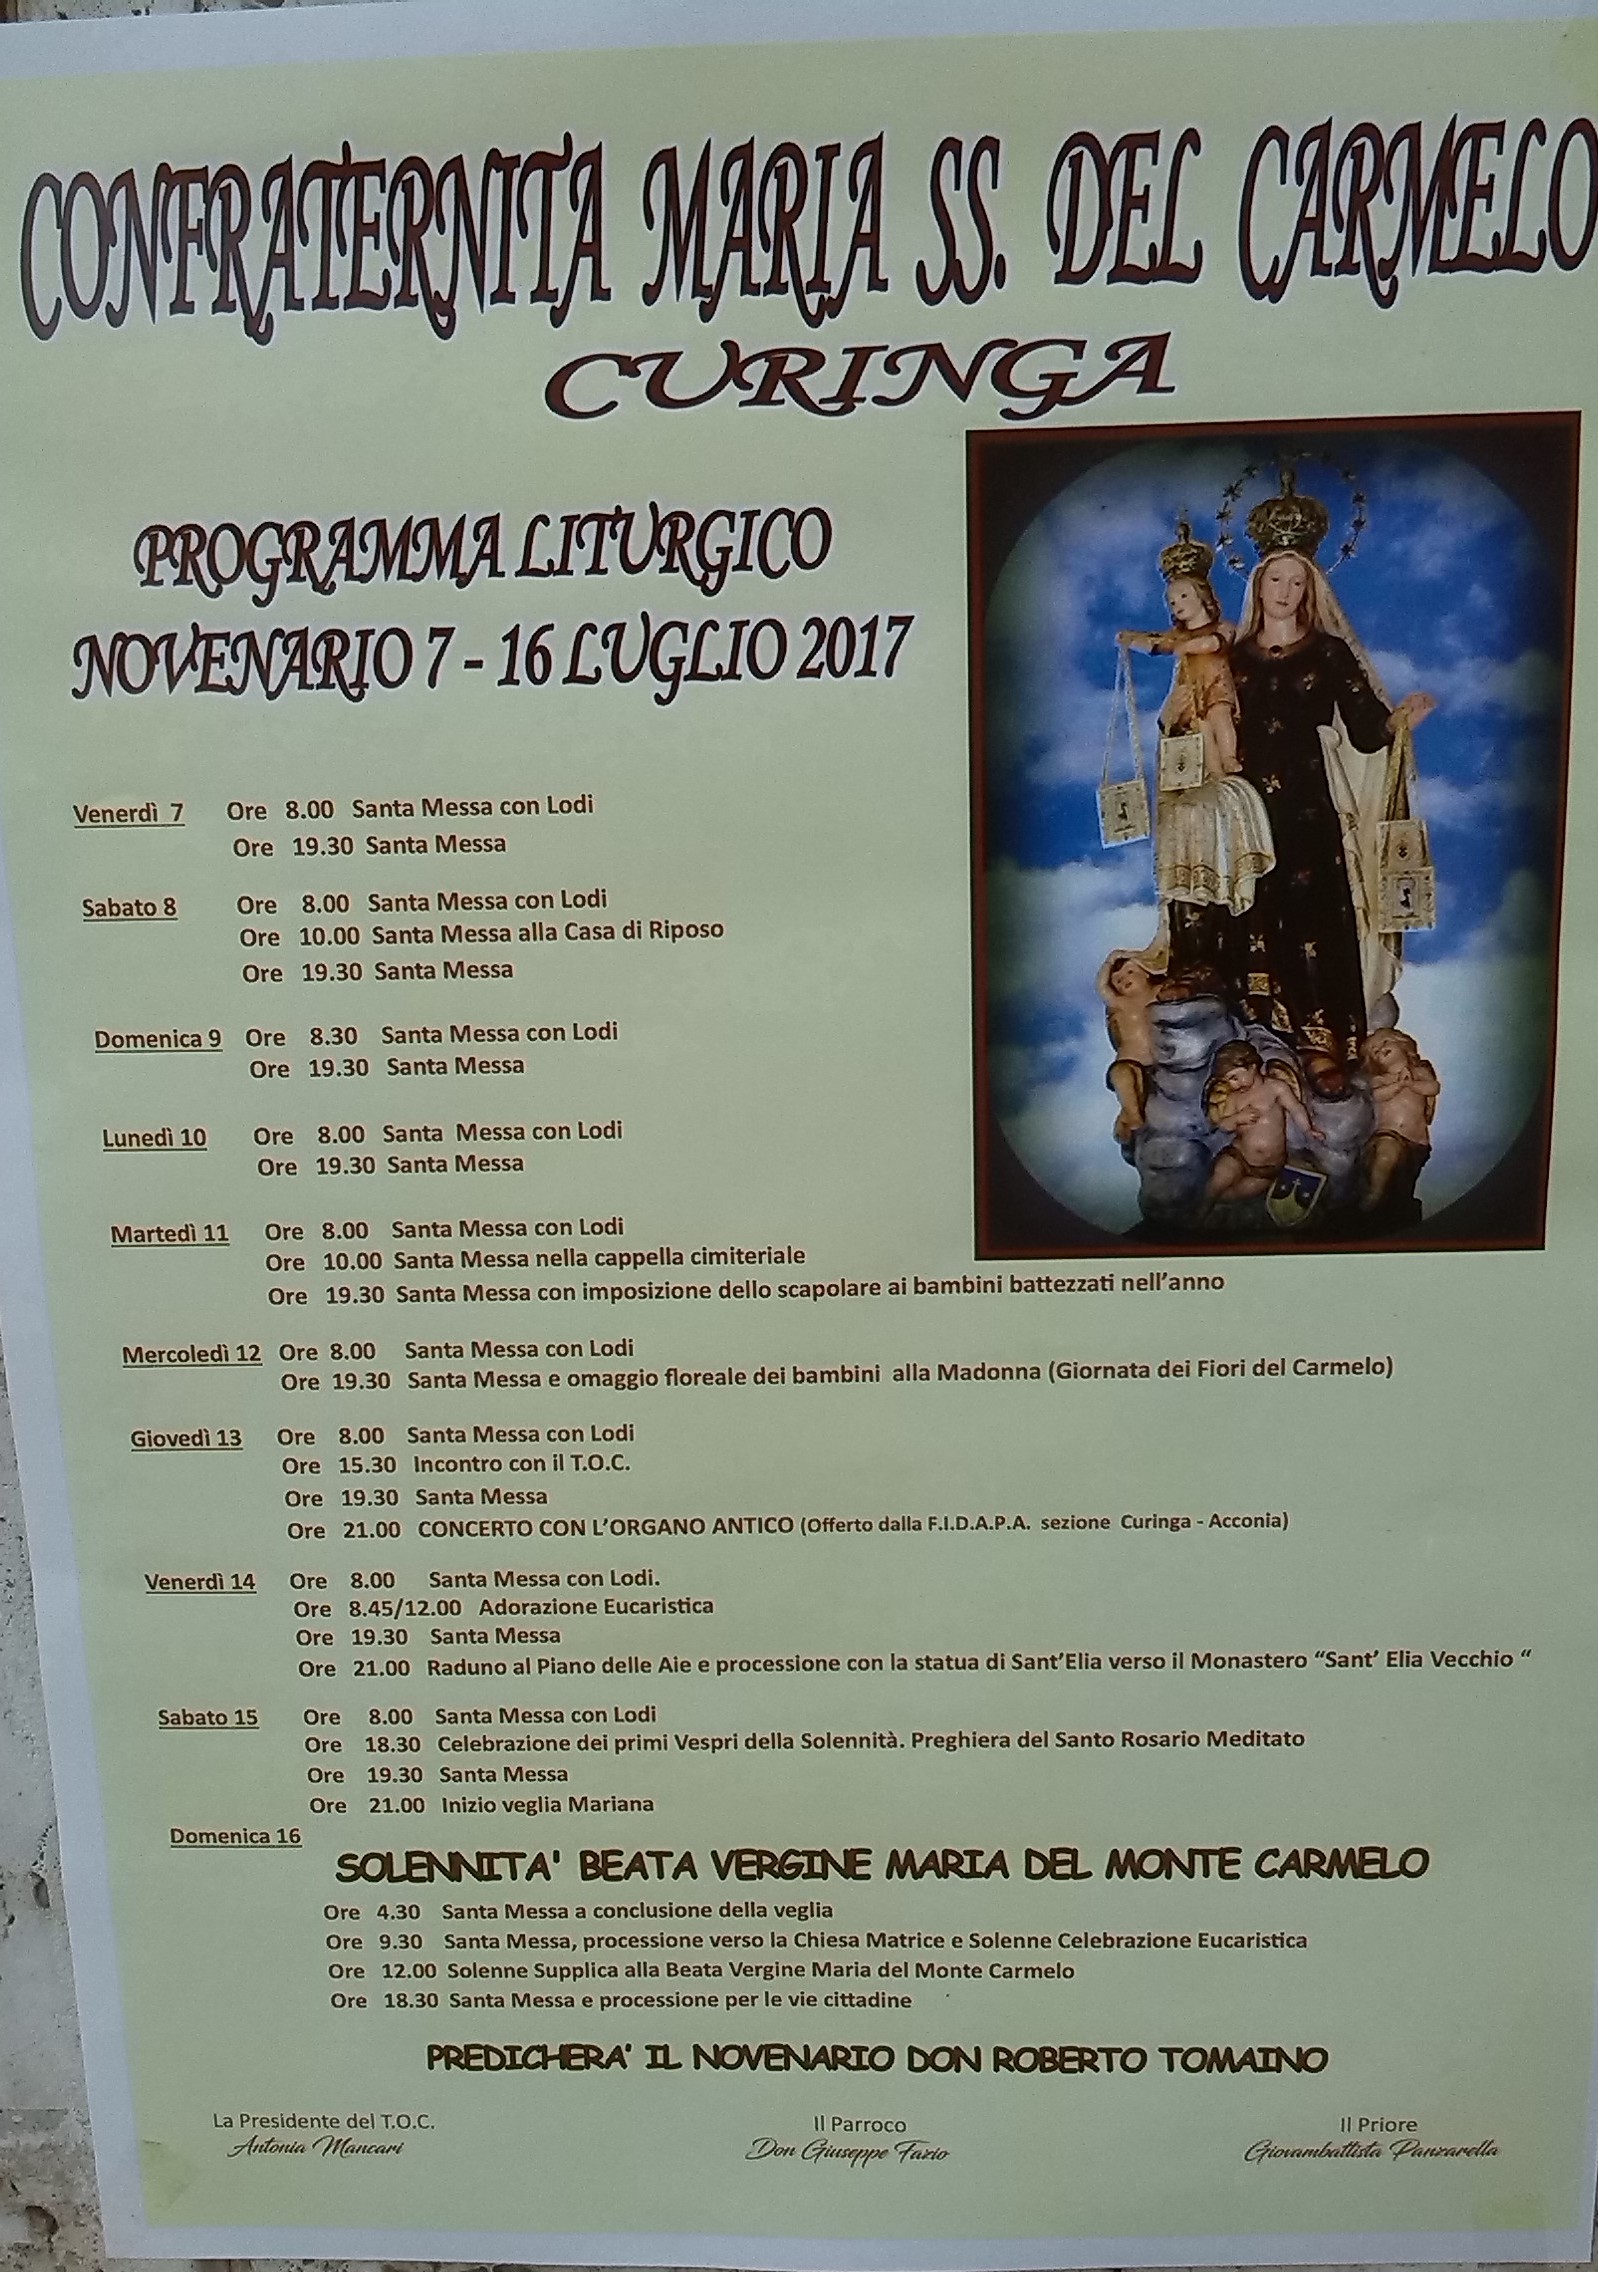 CONFRATERNITA MARIA SS. DEL CARMELO
CURINGA
PROGRAMMA LITURGICO
NOVENARIO 7 - 16 LUGLIO 2017
Venerdì 7 Ore 8.00 Santa Messa con Lodi
Ore 19.30 Santa Messa
Sabato 8 Ore 8.00 Santa Messa con Lodi
Ore 10.00 Santa Messa alla Casa di Riposo
Ore 19.30 Santa Messa
Domenica 9 Ore 8.30 Santa Messa con Lodi
Ore 19.30 Santa Messa
Lunedì 10 Ore 8.00 Santa Messa con Lodi
Ore 19.30 Santa Messa
Martedì 11 Ore 8.00 Santa Messa con Lodi
Ore 10.00 Santa Messa nella cappella cimiteriale
Ore 19.30 Santa Messa con imposizione dello scapolare ai bambini battezzati nell'anno
Mercoledì 12 Ore 8.00 Santa Messa con Lodi
Ore 19.30 Santa Messa e omaggio floreale dei bambini alla Madonna (Giornata dei Fiori del Carmelo)
Giovedì 13 Ore 8.00 Santa Messa con Lodi
Ore 15.30 Incontro con il T.O.C.
Ore 19.30 Santa Messa
Ore 21.00 CONCERTO CON L'ORGANO ANTICO (Offerto dalla F.I.D.A.P.A. sezione Curinga - Acconia)
Venerdì 14 Ore 8.00 Santa Messa con Lodi.
Ore 8.45/12.00 Adorazione Eucaristica
Ore 19.30 Santa Messa
Ore 21.00 Raduno al Piano delle Aie e processione con la statua di Sant'Elia verso il Monastero “Sant' Elia Vecchio “
Sabato 15 Ore 8.00 Santa Messa con Lodi
Ore 18.30 Celebrazione dei primi Vespri della Solennità. Preghiera del Santo Rosario Meditato
Ore 19.30 Santa Messa
Ore 21.00 Inizio veglia Mariana
Domenica 16
SOLENNITA' BEATA VERGINE MARIA DEL MONTE CARMELO
Ore 4.30 Santa Messa a conclusione della veglia
Ore 9.30 Santa Messa, processione verso la Chiesa Matrice e Solenne Celebrazione Eucaristica
Ore 12.00 Solenne Supplica alla Beata Vergine Maria del Monte Carmelo
Ore 18.30 Santa Messa e processione per le vie cittadine
PREDICHERA' IL NOVENARIO DON ROBERTO TOMAINO
La Presidente del T.O.C. Il Parroco Il Priore
Antonia Mancari Don Giuseppe Fazio Giovambattista Panzarella